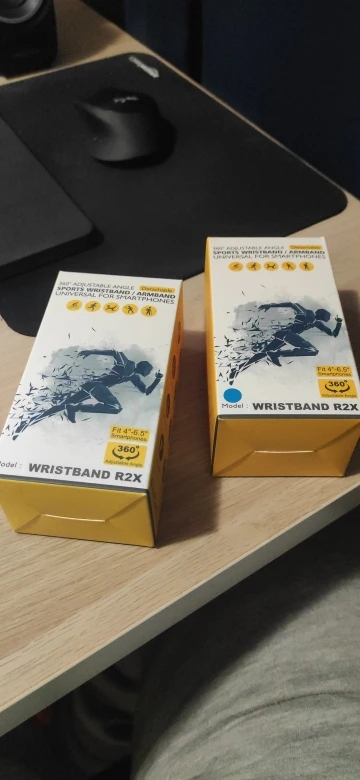 360° ADJUSTABLE ANGLE Detachable
SPORTS WRISTBAND / ARMBAND
UNIVERSAL FOR SMARTPHONES
Fit 4"-6.5"
Smartphones
360°
Adjustable Angle
Model : WRISTBAND R2X
360° ADJUSTABLE ANGLE Detachable
SPORTS WRISTBAND / ARMBAND
UNIVERSAL FOR SMARTPHONES
Fit 4"-6.5"
Smartphones
360°
Adjustable Angle
Model : WRISTBAND R2X